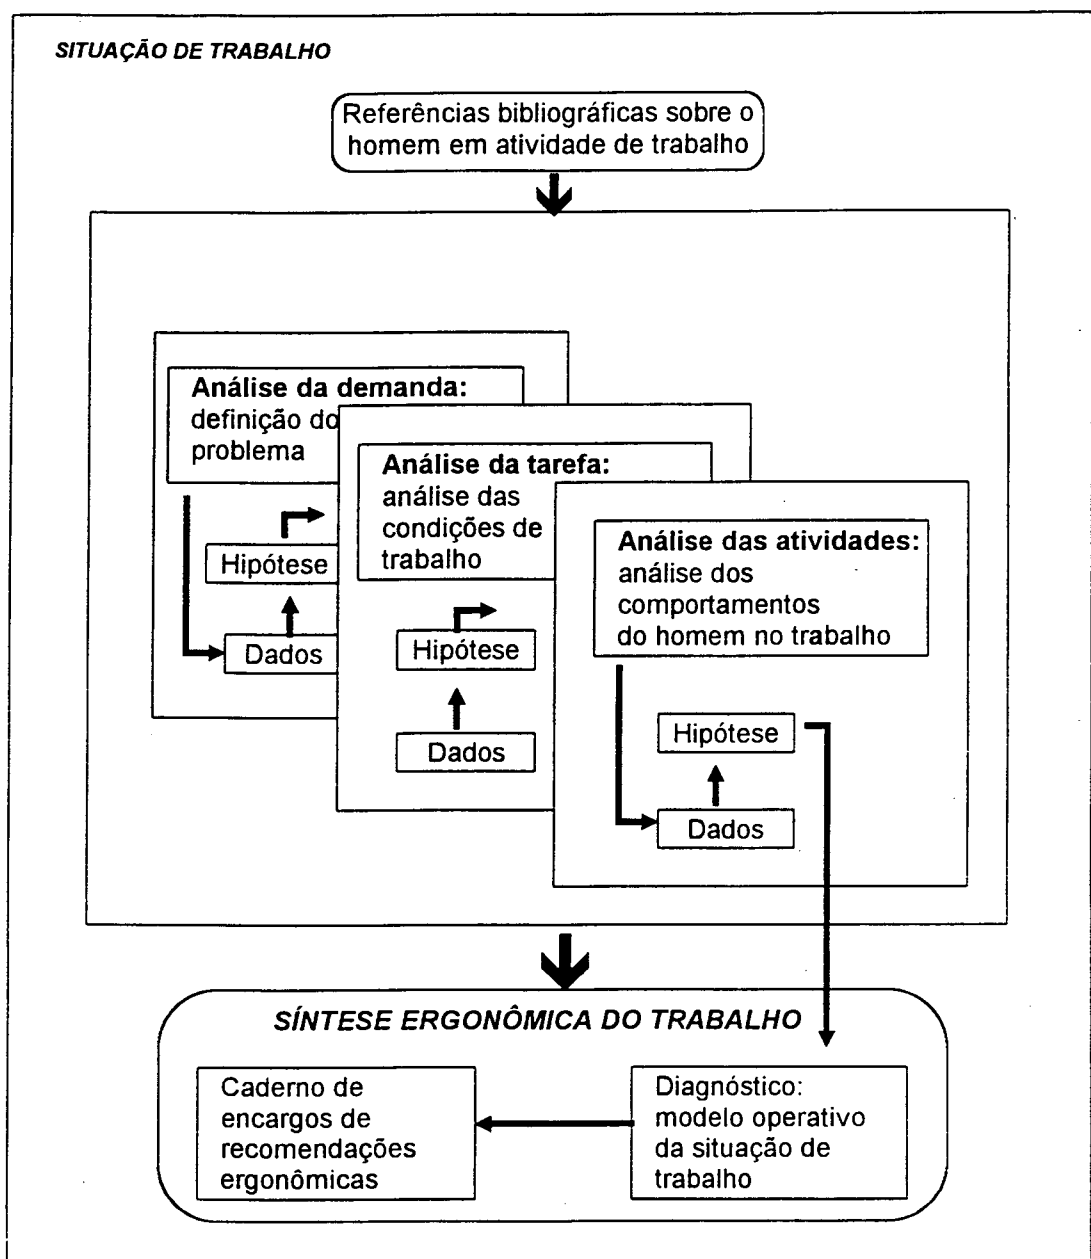 SITUAÇÃO DE TRABALHO
Referências bibliográficas sobre o
homem em atividade de trabalho
Análise da demanda:
definição do
problema
Hipótese
Dados
Análise da tarefa:
análise das
condições de
trabalho
Hipótese
Dados
Análise das atividades:
análise dos
comportamentos
do homem no trabalho
Hipótese
Dados
SÍNTESE ERGONÔMICA DO TRABALHO
Caderno de
encargos de
recomendações
ergonômicas
Diagnóstico:
modelo operativo
da situação de
trabalho